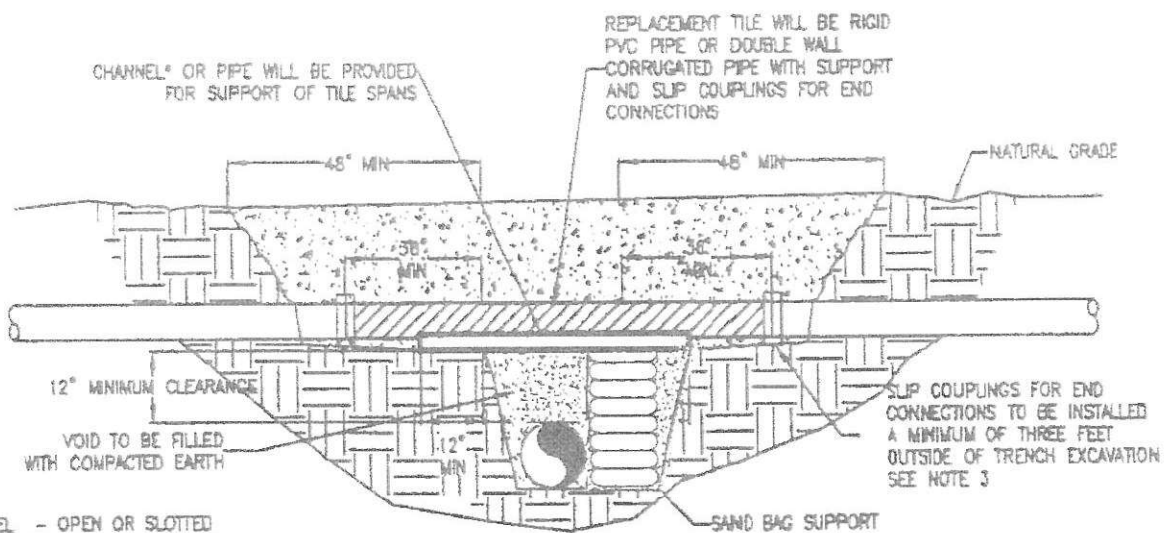 REPLACEMENT TILE WILL BE RIGID
PVC PIPE OR DOUBLE WALL
CORRUGATED PIPE WITH SUPPORT
AND SLIP COUPLINGS FOR END
CONNECTIONS
CHANNEL* OR PIPE WILL BE PROVIDED
FOR SUPPORT OF TILE SPANS
48" MIN
48" MIN
NATURAL GRADE
36"
MIN
36"
MIN
12" MINIMUM CLEARANCE
VOID TO BE FILLED
WITH COMPACTED EARTH
12"
MIN
SLIP COUPLINGS FOR END
CONNECTIONS TO BE INSTALLED
A MINIMUM OF THREE FEET
OUTSIDE OF TRENCH EXCAVATION
SEE NOTE 3
SAND BAG SUPPORT
EL - OPEN OR SLOTTED